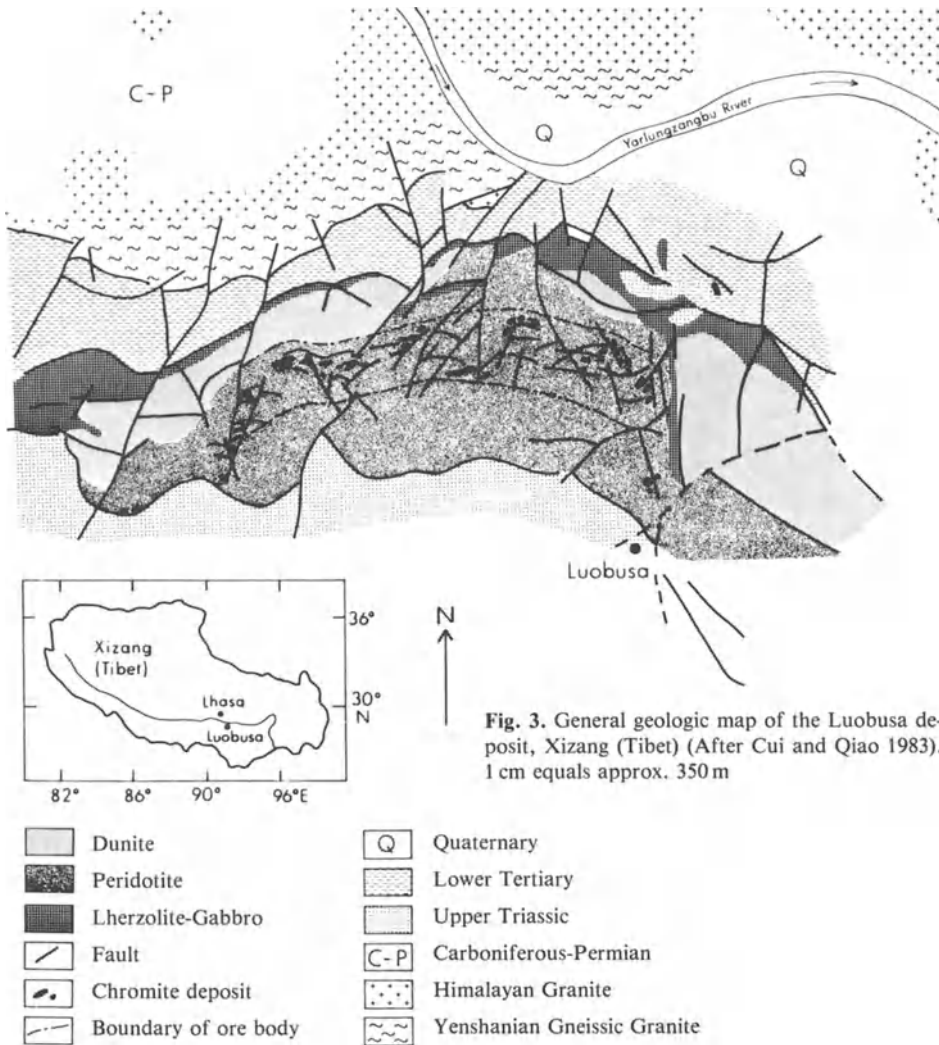 C-P
Q
Yarlungzangbu River
Q
Luobusa
Xizang
(Tibet)
Lhasa
Luobusa
36°
30°
N
82° 86° 90° 96°E
N
Fig. 3. General geologic map of the Luobusa de-
posit, Xizang (Tibet) (After Cui and Qiao 1983).
1 cm equals approx. 350 m
Dunite
Peridotite
Lherzolite-Gabbro
Fault
Chromite deposit
Boundary of ore body
Q Quaternary
Lower Tertiary
Upper Triassic
C-P Carboniferous-Permian
Himalayan Granite
Yenshanian Gneissic Granite